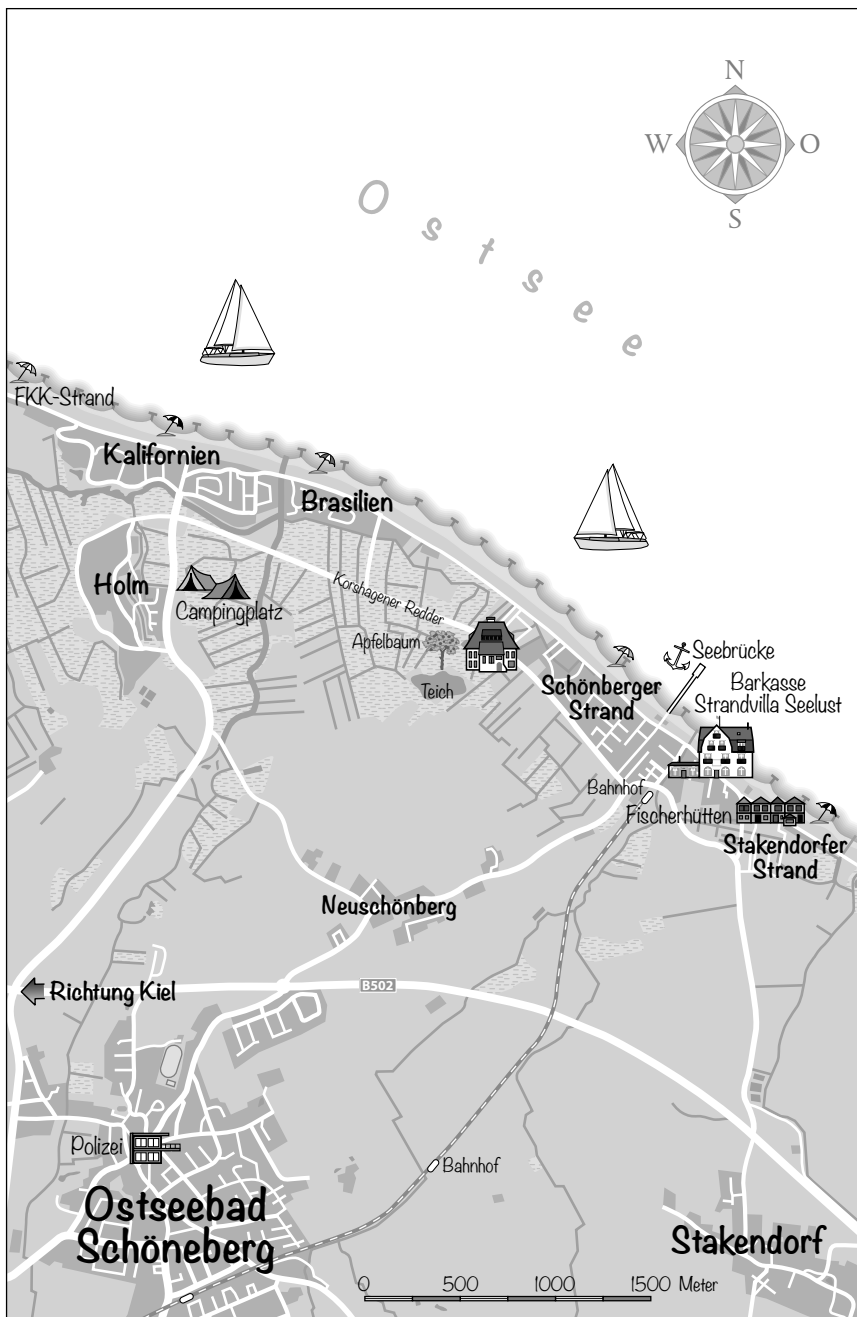 N
W
O
S
Ostsee
FKK-Strand
Kalifornien
Brasilien
Holm
Campingplatz
Korshagener Redder
Apfelbaum
Teich
Schönberger
Strand
Seebrücke
Barkasse
Strandvilla Seelust
Bahnhof
Fischerhütten
Stakendorfer
Strand
Neuschönberg
Richtung Kiel
B502
Polizei
Bahnhof
Ostseebad
Schöneberg
Stakendorf
0 500 1000 1500 Meter